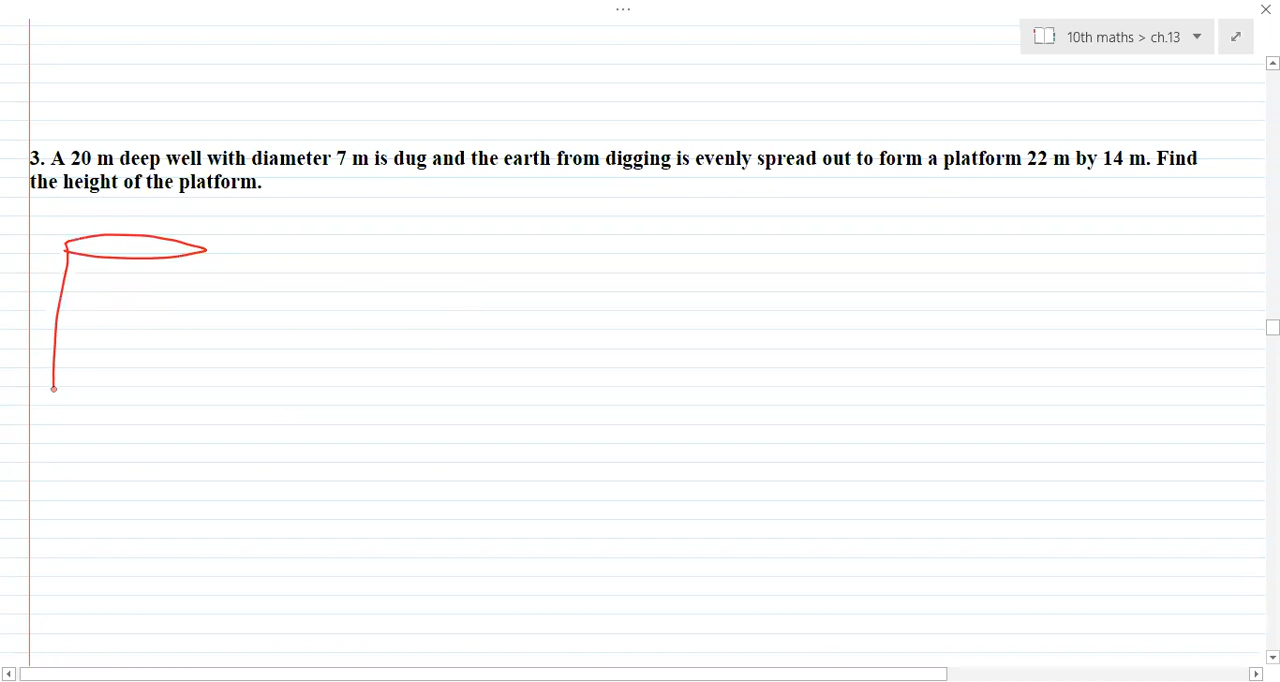 10th maths > ch.13
3. A 20 m deep well with diameter 7 m is dug and the earth from digging is evenly spread out to form a platform 22 m by 14 m. Find
the height of the platform.